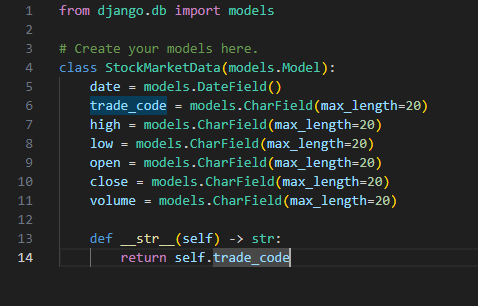 1 from django.db import models
2
3 # Create your models here.
4 class StockMarketData(models.Model):
5     date = models.DateField()
6     trade_code = models.CharField(max_length=20)
7     high = models.CharField(max_length=20)
8     low = models.CharField(max_length=20)
9     open = models.CharField(max_length=20)
10     close = models.CharField(max_length=20)
11     volume = models.CharField(max_length=20)
12
13     def __str__(self) -> str:
14         return self.trade_code